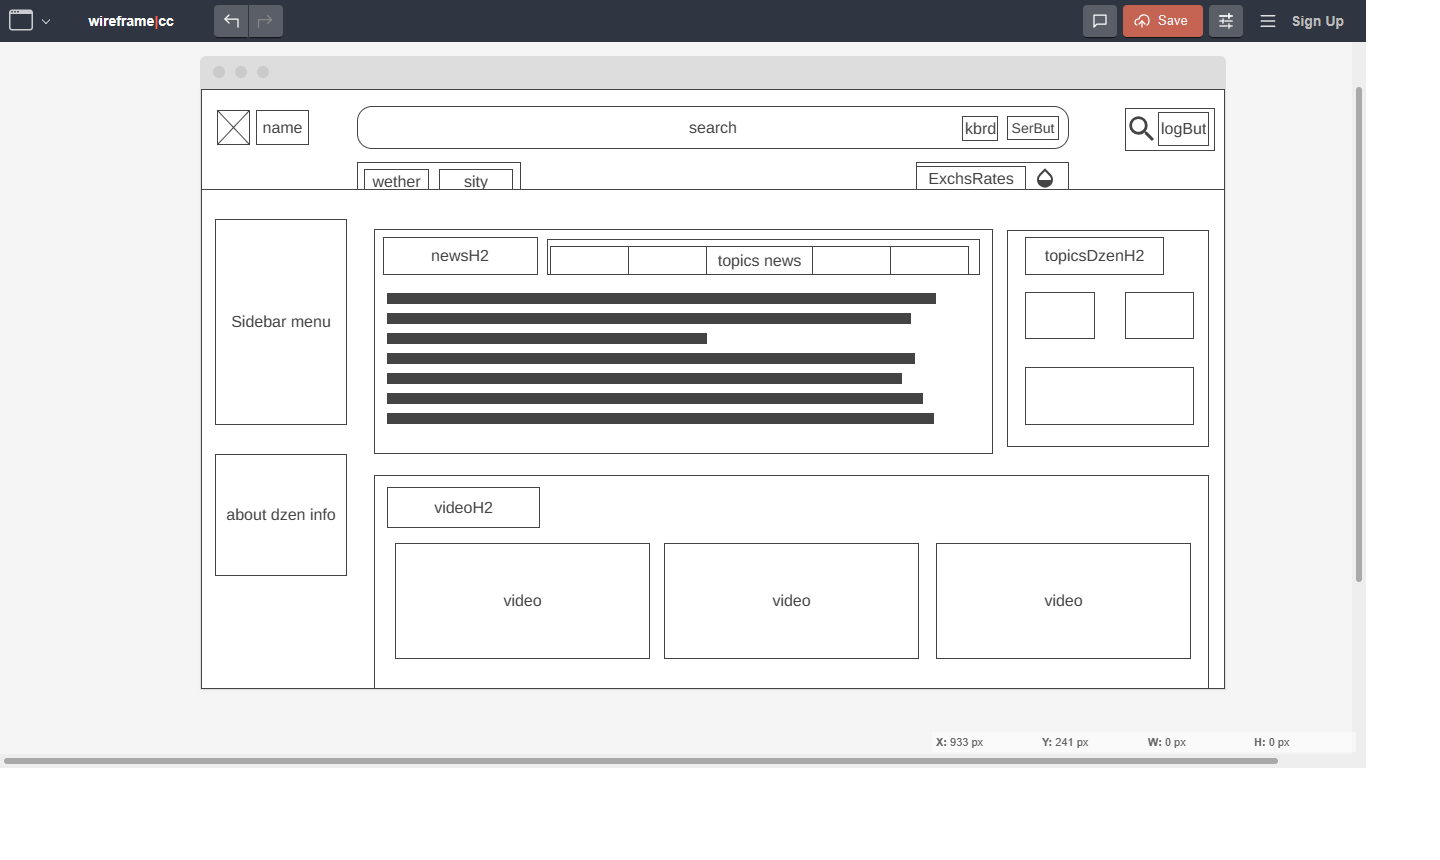 wireframe|cc
Save
Sign Up
name
search
kbrd
SerBut
logBut
wether
sity
ExchsRates
Sidebar menu
newsH2
topics news
topicsDzenH2
about dzen info
videoH2
video
video
video
X: 933 px
Y: 241 px
W: 0 px
H: 0 px